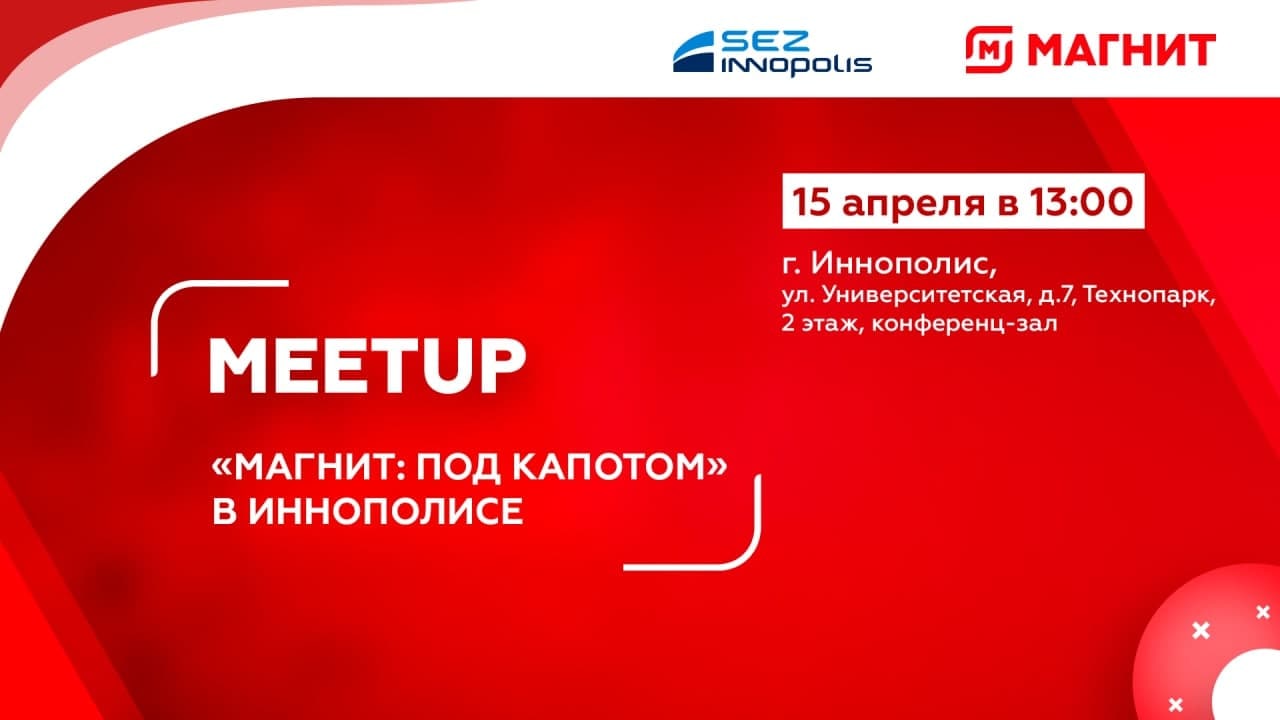 SEZ
INNOPOLIS
М МАГНИТ
15 апреля в 13:00
г. Иннополис,
ул. Университетская, д.7, Технопарк,
2 этаж, конференц-зал
MEETUP
«МАГНИТ: ПОД КАПОТОМ»
В ИННОПОЛИСЕ